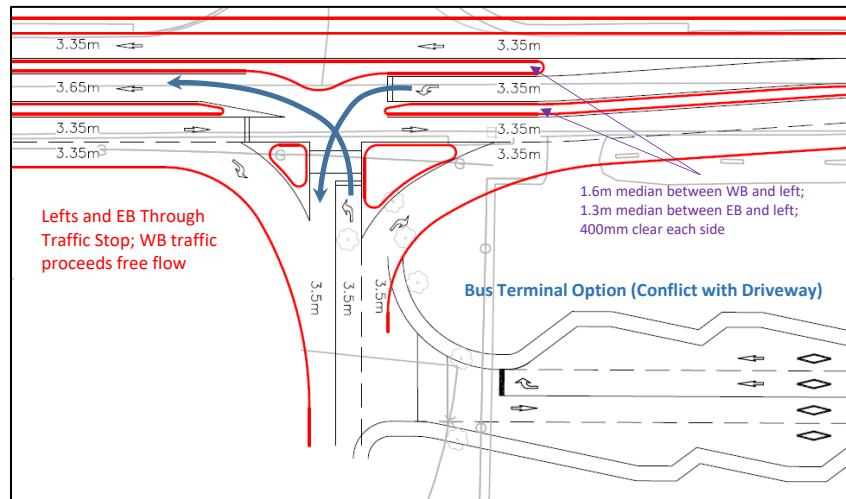 3.35m
3.35m
3.65m
3.35m
3.35m
3.35m
3.35m
3.35m
1.6m median between WB and left;
1.3m median between EB and left;
400mm clear each side
Lefts and EB Through
Traffic Stop; WB traffic
proceeds free flow
Bus Terminal Option (Conflict with Driveway)
3.5m
3.5m
3.5m